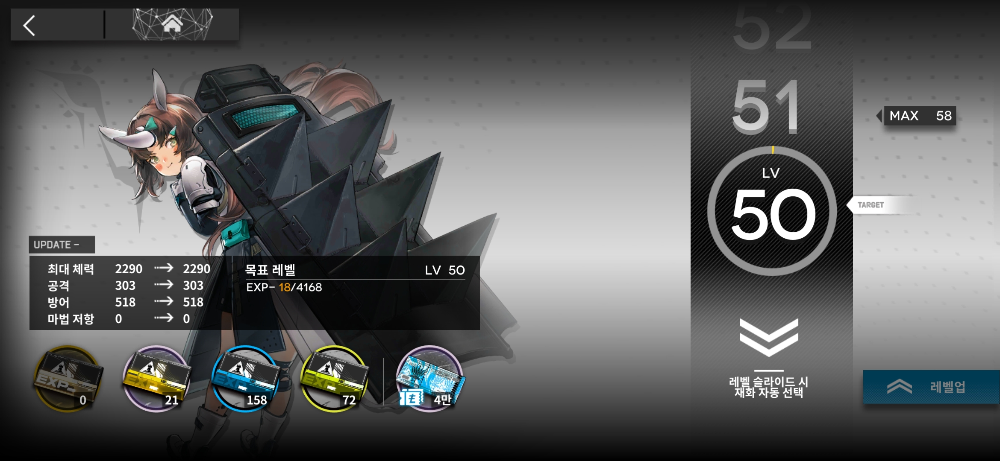 52
51
MAX 58
LV
50
TARGET
UPDATE -
최대 체력 2290 2290
공격 303 303
방어 518 518
마법 저항 0 0
목표 레벨 LV 50
EXP- 18/4168
0
21
158
72
4만
레벨 슬라이드 시
재화 자동 선택
레벨업